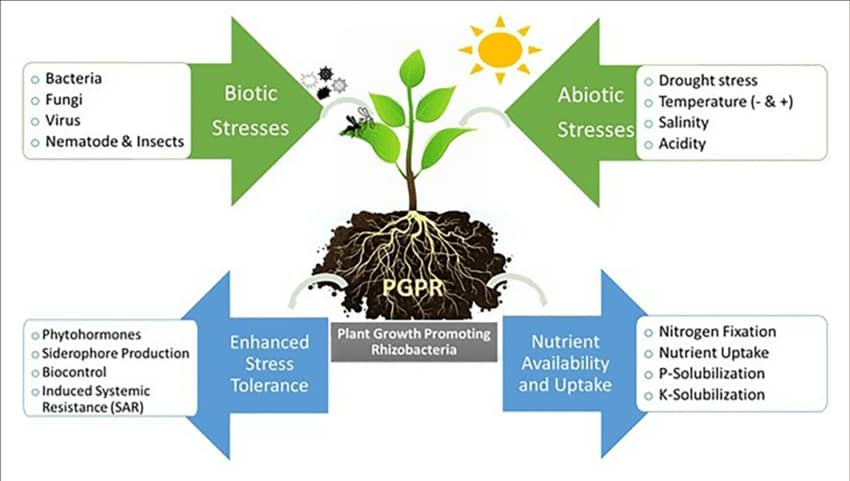 Bacteria
Fungi
Virus
Nematode & Insects
Biotic
Stresses
Abiotic
Stresses
Drought stress
Temperature (- & +)
Salinity
Acidity
PGPR
Plant Growth Promoting
Rhizobacteria
Phytohormones
Siderophore Production
Biocontrol
Induced Systemic
Resistance (SAR)
Enhanced
Stress
Tolerance
Nutrient
Availability
and Uptake
Nitrogen Fixation
Nutrient Uptake
P-Solubilization
K-Solubilization